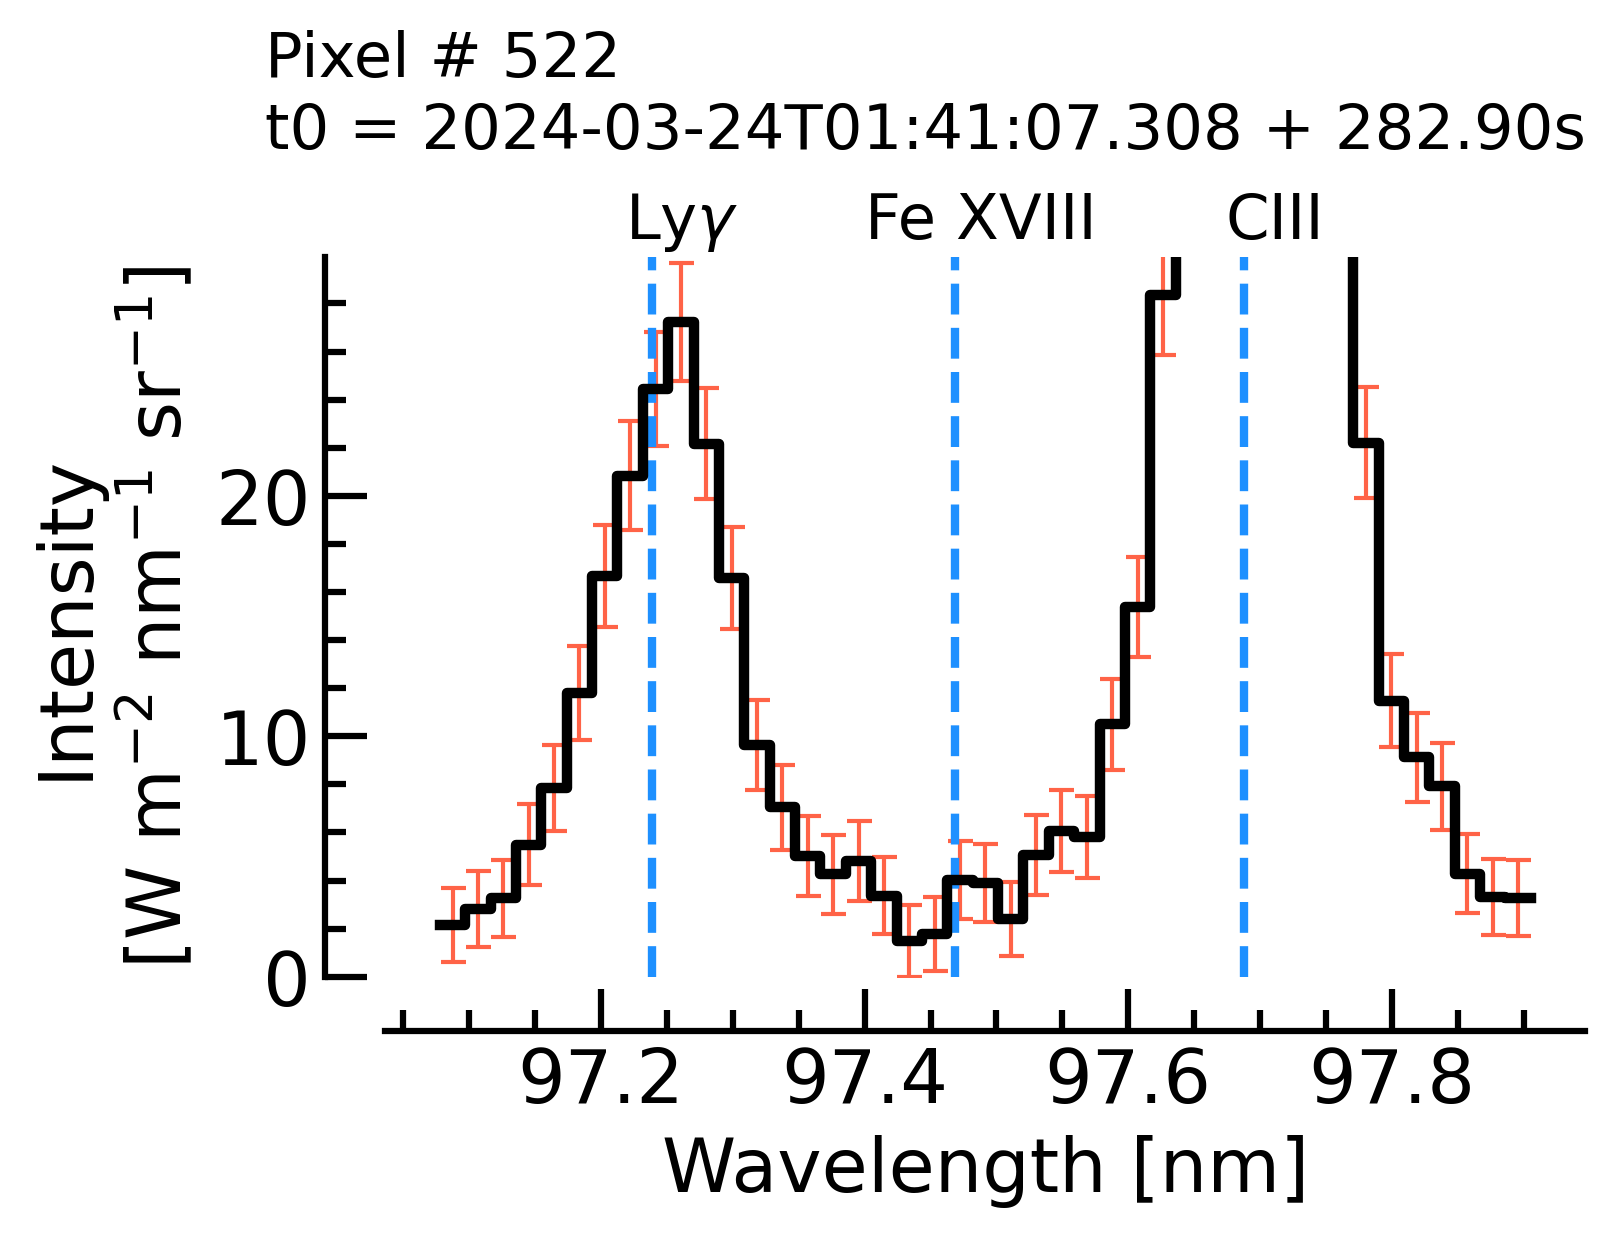 Pixel # 522
t0 = 2024-03-24T01:41:07.308 + 282.90s
Lyγ Fe XVIII CIII
Intensity
[W m⁻² nm⁻¹ sr⁻¹]
20
10
0
97.2 97.4 97.6 97.8
Wavelength [nm]